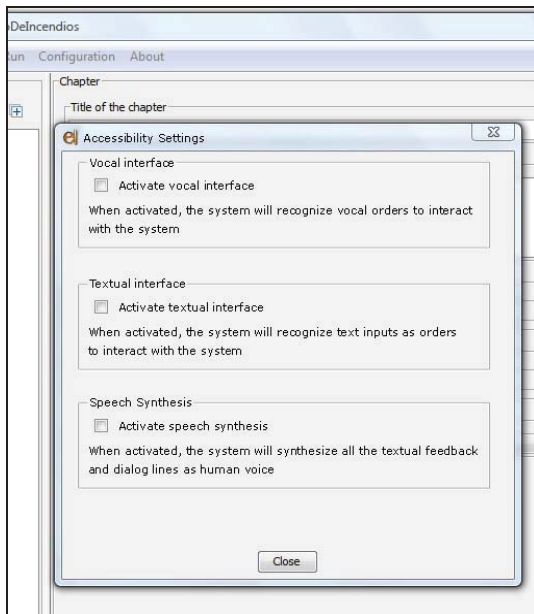 oDeIncendios
Run Configuration About
Chapter
Title of the chapter
Accessibility Settings
Vocal interface
Activate vocal interface
When activated, the system will recognize vocal orders to interact
with the system
Textual interface
Activate textual interface
When activated, the system will recognize text inputs as orders
to interact with the system
Speech Synthesis
Activate speech synthesis
When activated, the system will synthesize all the textual feedback
and dialog lines as human voice
Close